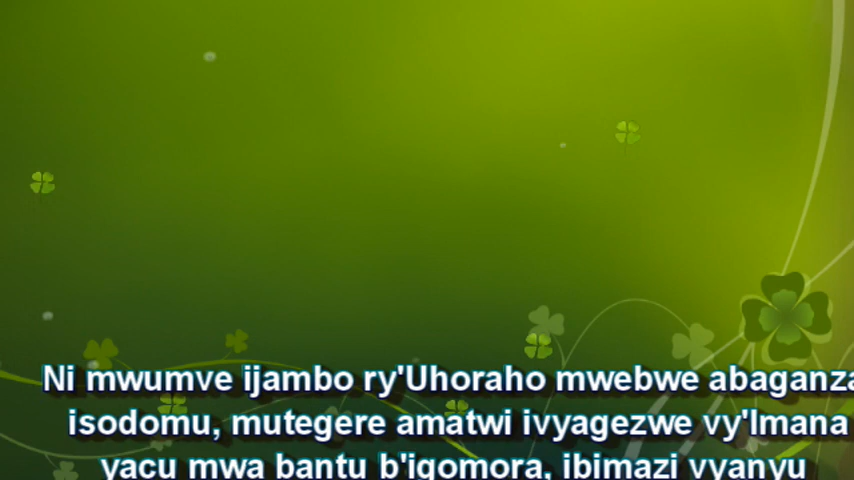 Ni mwumve ijambo ry'Uhoraho mwebwe abaganza
isodomu, mutegere amatwi ivyagezwe vy'Imana
yacu mwa bantu b'igomora, ibimazi vyanyu